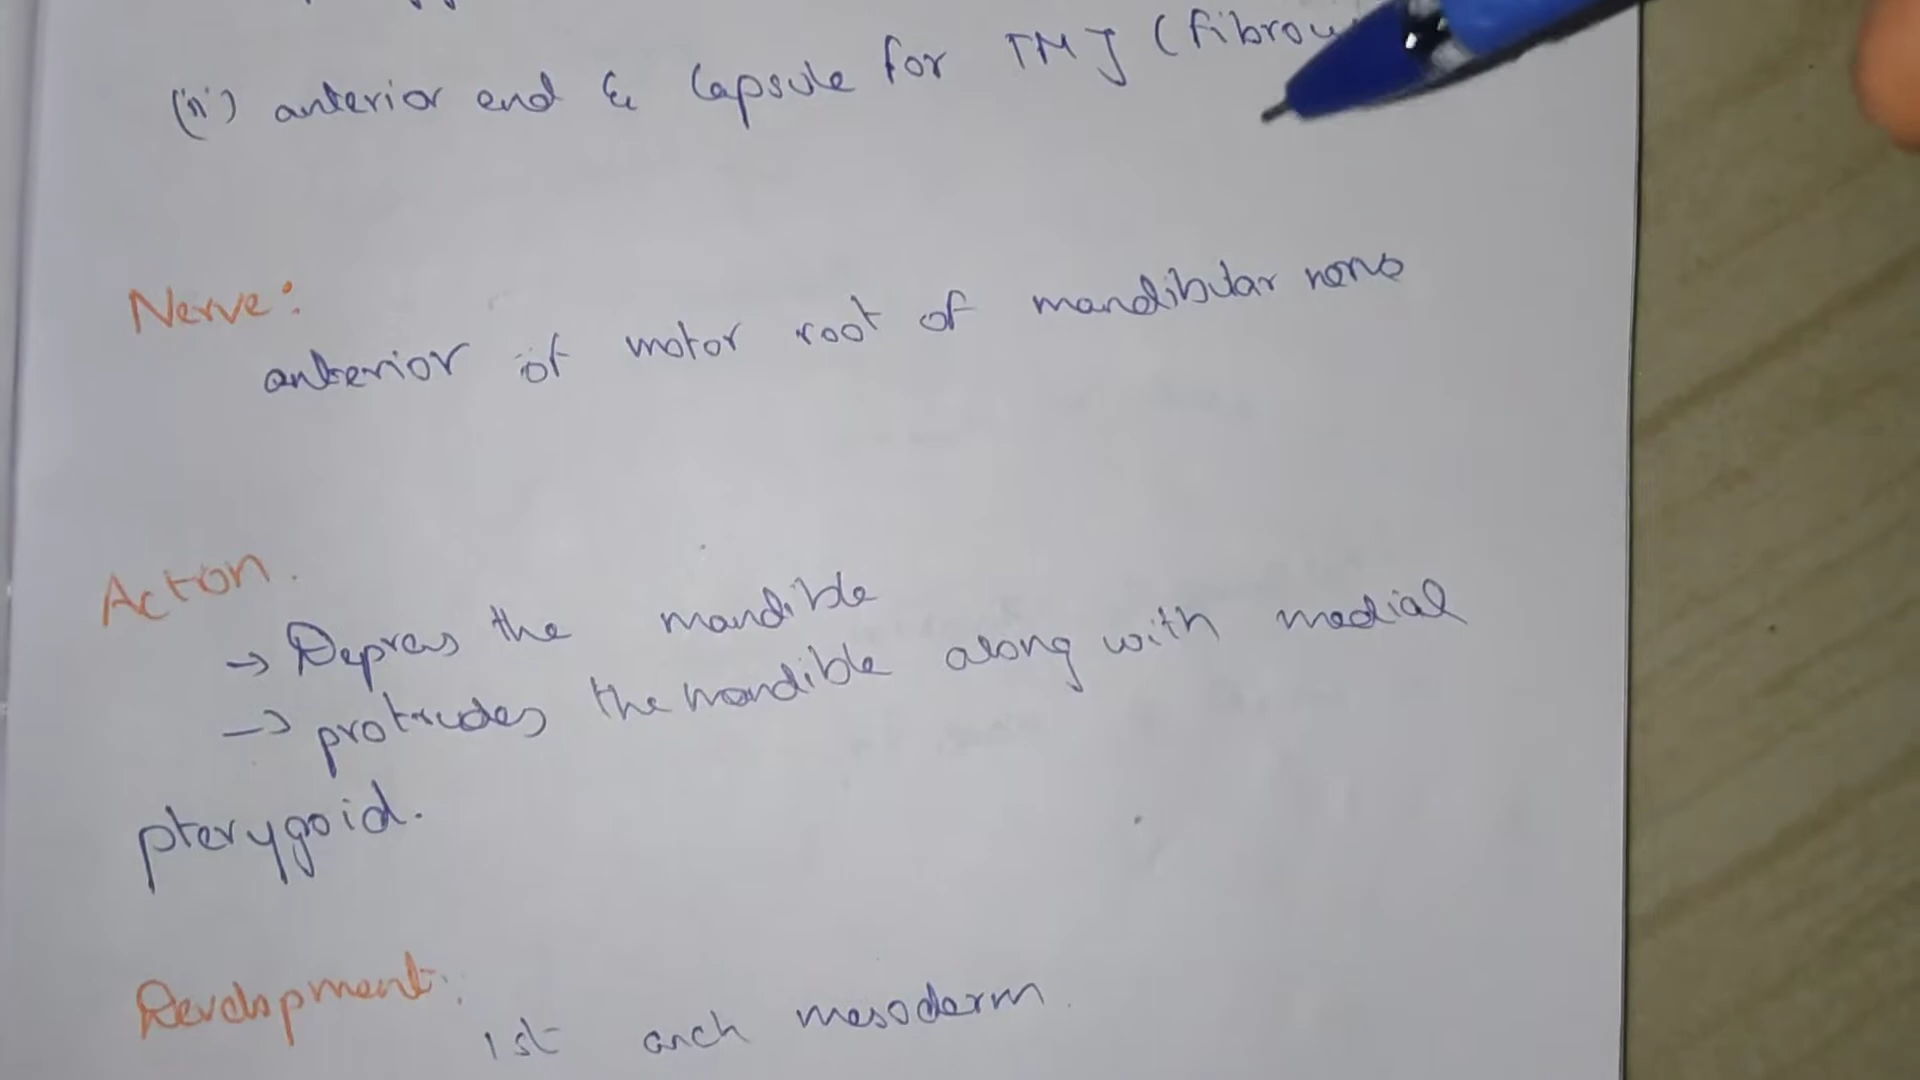 (ii) anterior end & Capsule for TMJ (fibrou
Nerve:
anterior of motor root of mandibular nerve
Action.
→ Depress the mandible
→ protrudes the mandible along with medial
pterygoid.
Development:
1st arch mesoderm.